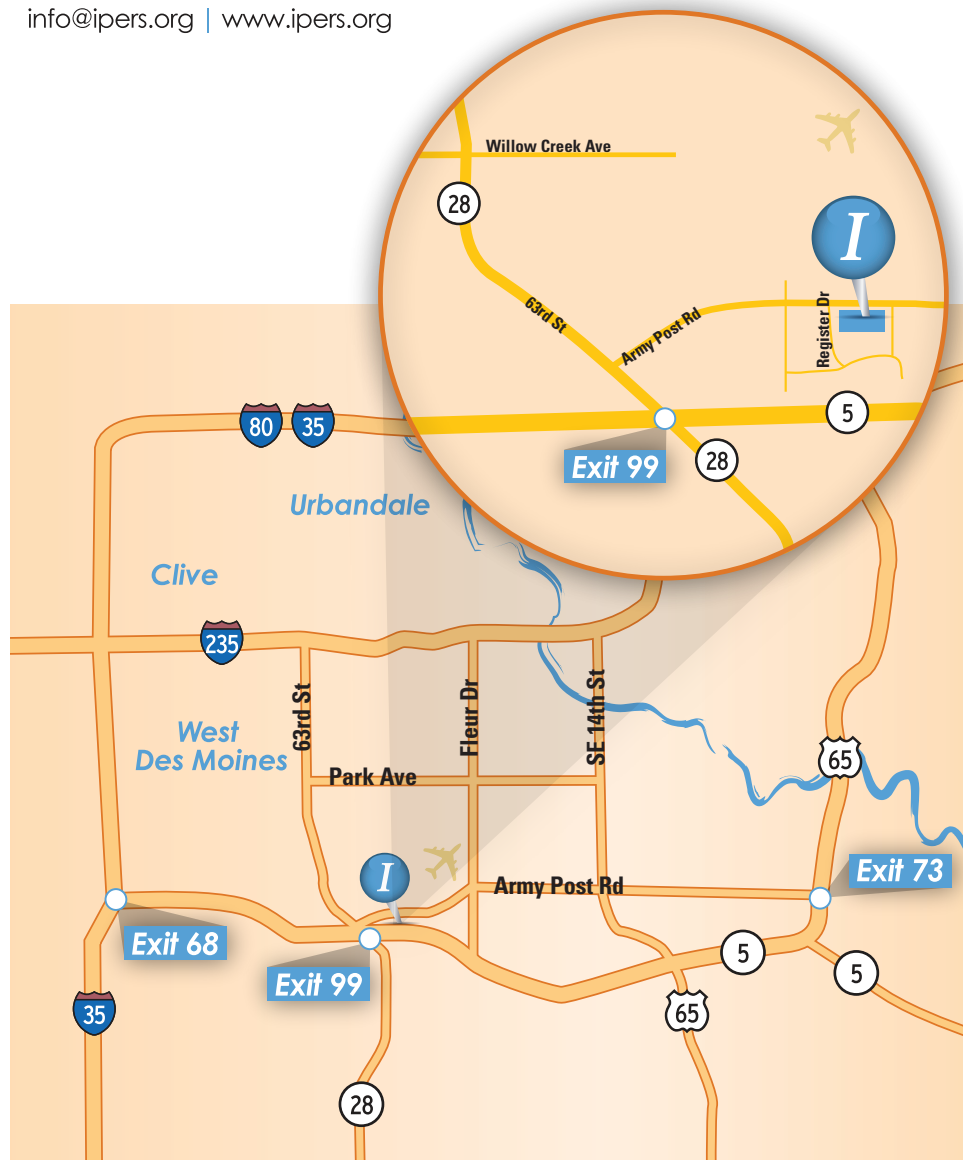 info@ipers.org | www.ipers.org
Willow Creek Ave
28
I
63rd St
Army Post Rd
Register Dr
5
Exit 99
28
80
35
Urbandale
Clive
235
63rd St
Fleur Dr
SE 14th St
West
Des Moines
Park Ave
65
I
Army Post Rd
Exit 73
Exit 68
Exit 99
5
5
35
65
28